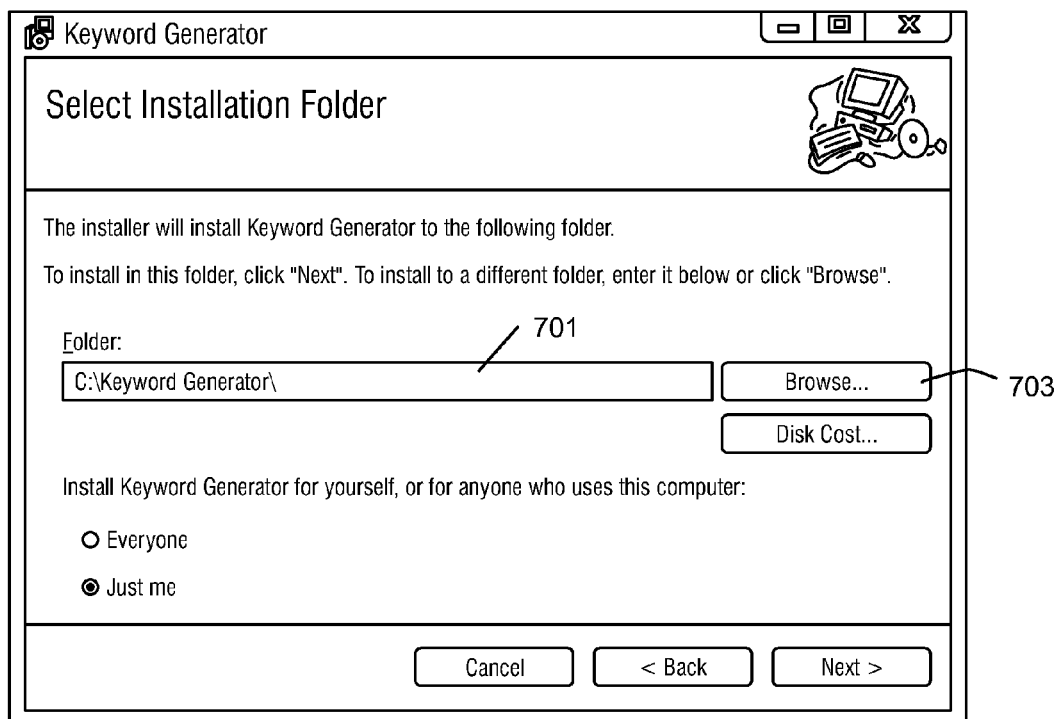 Keyword Generator
Select Installation Folder
The installer will install Keyword Generator to the following folder.
To install in this folder, click "Next". To install to a different folder, enter it below or click "Browse".
701
Folder:
C:\Keyword Generator\
Browse...
703
Disk Cost...
Install Keyword Generator for yourself, or for anyone who uses this computer:
Everyone
Just me
Cancel
< Back
Next >